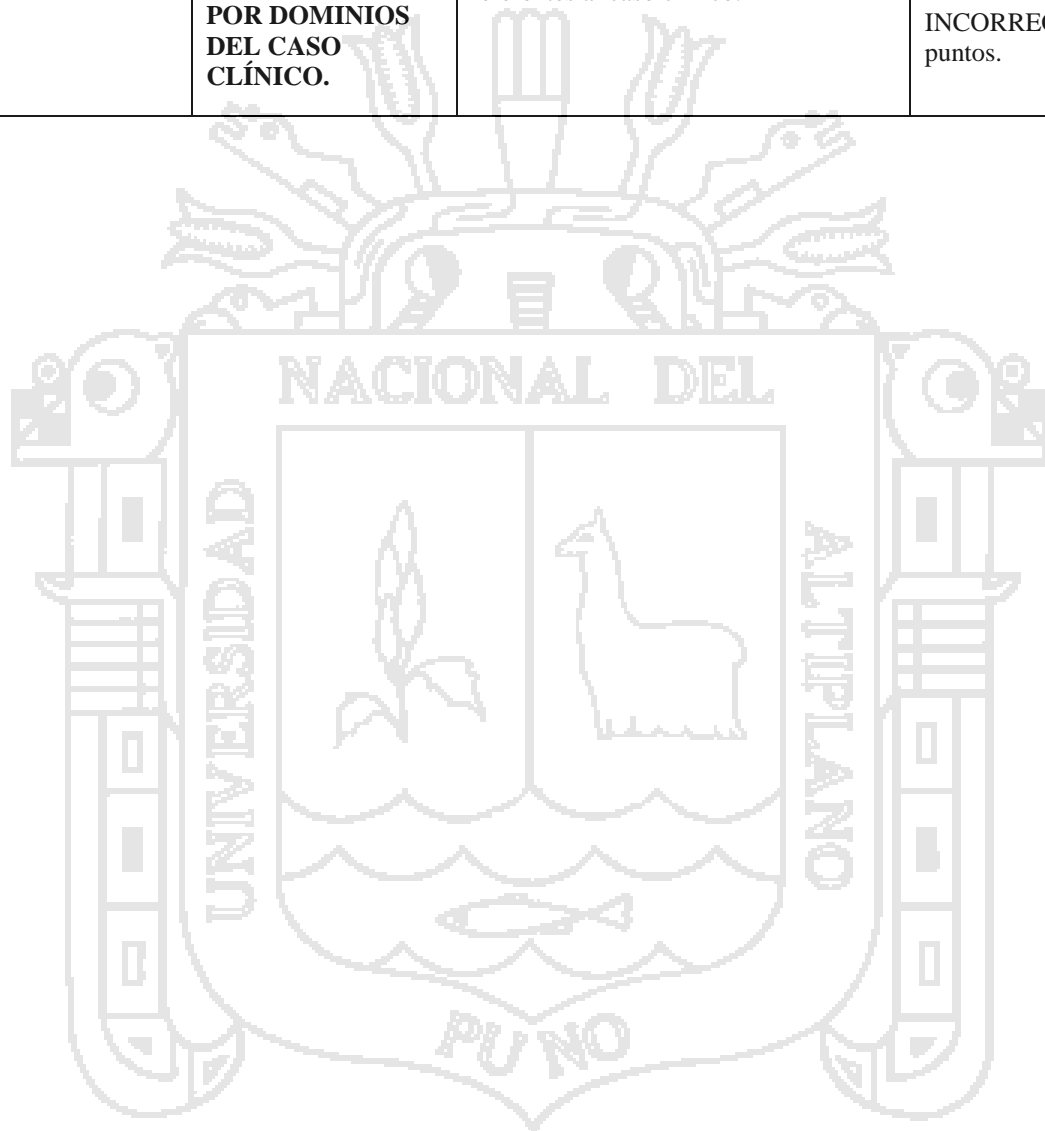 POR DOMINIOS
DEL CASO
CLÍNICO.
puntos.
NACIONAL DEL
UNIVERSIDAD
ALTIPLANO
PUNO